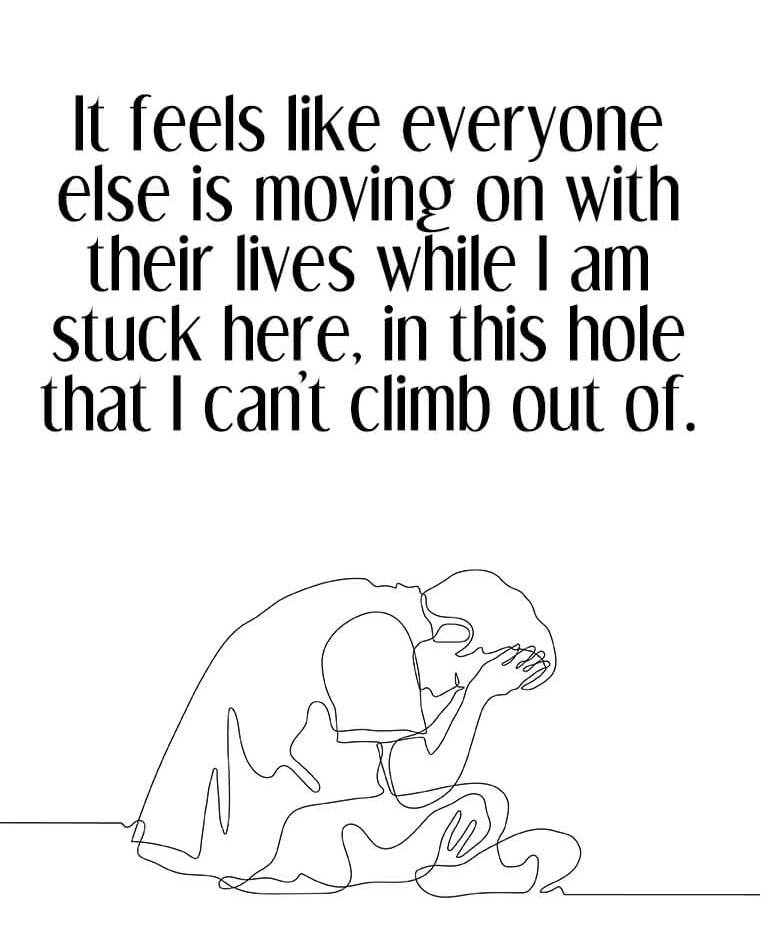 It feels like everyone
else is moving on with
their lives while I am
stuck here, in this hole
that I can't climb out of.